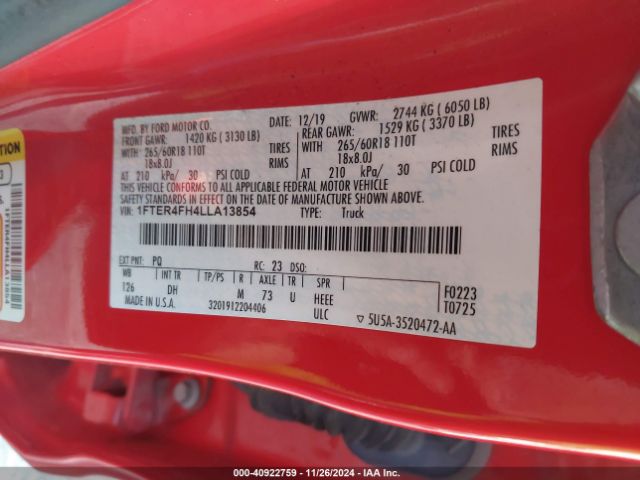 MFD. BY FORD MOTOR CO.
DATE: 12/19 GVWR: 2744 KG ( 6050 LB)
FRONT GAWR: 1420 KG ( 3130 LB)
REAR GAWR: 1529 KG ( 3370 LB)
WITH 265/60R18 110T TIRES
WITH 265/60R18 110T TIRES
18x8.0J RIMS
18x8.0J RIMS
AT 210 kPa/ 30 PSI COLD
AT 210 kPa/ 30 PSI COLD
THIS VEHICLE CONFORMS TO ALL APPLICABLE FEDERAL MOTOR VEHICLE
SAFETY STANDARDS IN EFFECT ON THE DATE OF MANUFACTURE SHOWN ABOVE.
VIN: 1FTER4FH4LLA13854 TYPE: Truck
EXT PNT: PQ RC: 23 DSO:
WB INT TR TP/PS R AXLE TR SPR
126 DH M 73 U HEEE
F0223
MADE IN U.S.A. 3201912204406 ULC
T0725
▽ 5U5A-3520472-AA
1FTER4FH4LLA13854
000-40922759 - 11/26/2024 - IAA Inc.